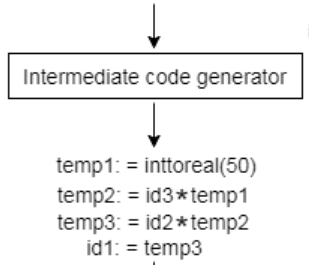 Intermediate code generator
temp1: = inttoreal(50)
temp2: = id3*temp1
temp3: = id2*temp2
id1: = temp3